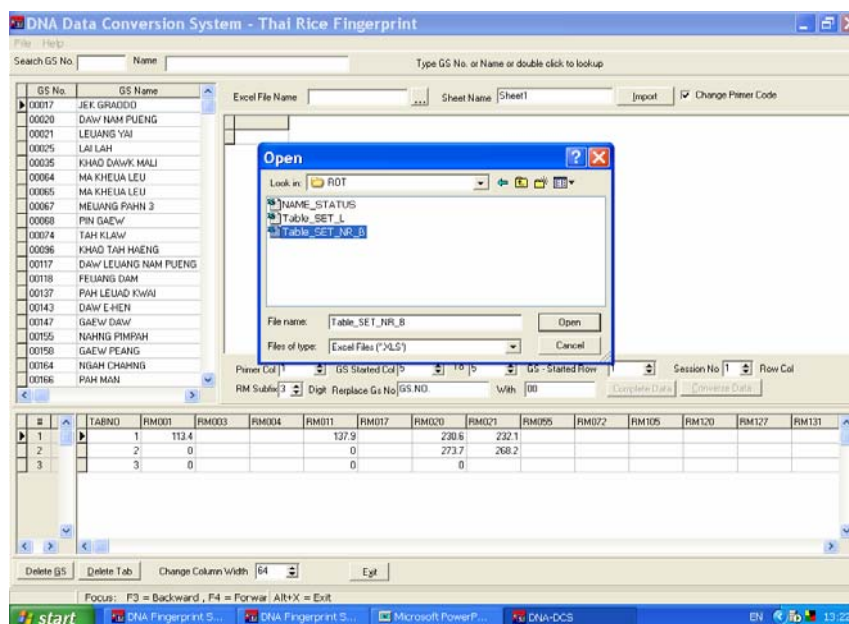 DNA Data Conversion System - Thai Rice Fingerprint
File Help
Search GS No. Name Type GS No. or Name or double click to lookup
GS No. GS Name
00017 JEK GRADDO
00020 DAW NAM PUENG
00021 LEUANG YAI
00025 LAI LAH
00035 KHAO DAWK MALI
00064 MA KHEUA LEU
00065 MA KHEUA LEU
00067 MEUANG PAHN 3
00068 PIN GAEW
00074 TAH KLAW
00096 KHAO TAH HAENG
00117 DAW LEUANG NAM PUENG
00118 FEUANG DAM
00137 PAH LEUAD KWAI
00143 DAW E-HEN
00147 GAEW DAW
00155 NAHNG PIMPAH
00158 GAEW PEANG
00164 NGAH CHAHNG
00166 PAH MAN
Excel File Name ... Sheet Name Sheet1 Import Change Primer Code
Open
Look in: ROT
NAME_STATUS
Table_SET_L
Table_SET_NR_B
File name: Table_SET_NR_B Open
Files of type: Excel Files (*.XLS) Cancel
Primer Col 1 GS Started Col 5 To 5 GS - Started Row 1 Session No 1 Row Col
RM Subfix 3 Digit Rerplace Gs No GS.NO. With 00 Complete Data Converse Data
# TABNO RM001 RM003 RM004 RM011 RM017 RM020 RM021 RM055 RM072 RM105 RM120 RM127 RM131
1 1 113.4 137.9 230.6 232.1
2 2 0 0 273.7 268.2
3 3 0 0 0
Delete GS Delete Tab Change Column Width 64 Exit
Focus: F3 = Backward , F4 = Forwar Alt+X = Exit
start DNA Fingerprint S... DNA Fingerprint S... Microsoft PowerP... DNA-DCS EN 13:22